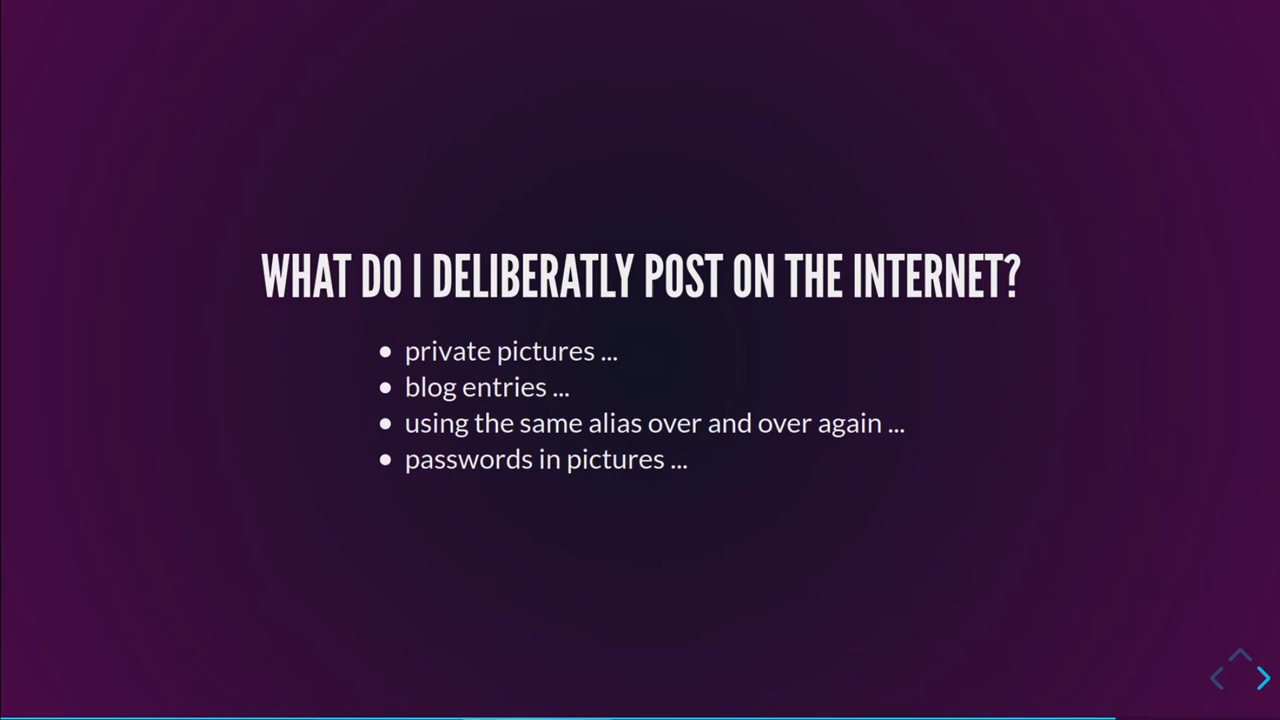 WHAT DO I DELIBERATLY POST ON THE INTERNET?
• private pictures ...
• blog entries ...
• using the same alias over and over again ...
• passwords in pictures ...